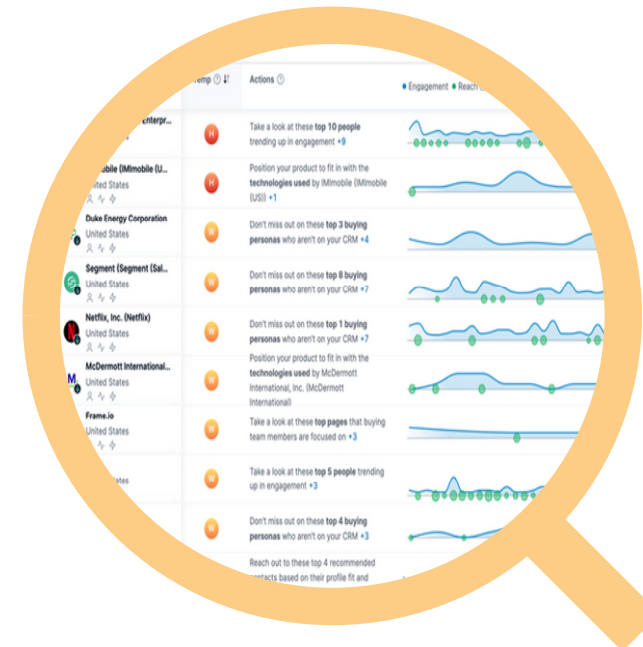 Temp
Actions
Engagement Reach
Enterpr...
H
Take a look at these top 10 people
trending up in engagement +9
(IMImobile (U...
United States
H
Position your product to fit in with the
technologies used by IMImobile (IMImobile
(US)) +1
Duke Energy Corporation
United States
W
Don't miss out on these top 3 buying
personas who aren't on your CRM +4
Segment (Segment (Sal...
United States
W
Don't miss out on these top 8 buying
personas who aren't on your CRM +7
Netflix, Inc. (Netflix)
United States
W
Don't miss out on these top 1 buying
personas who aren't on your CRM +7
McDermott International...
United States
W
Position your product to fit in with the
technologies used by McDermott
International, Inc. (McDermott
International)
Frame.io
United States
W
Take a look at these top pages that buying
team members are focused on +3
W
Take a look at these top 5 people trending
up in engagement +3
W
Don't miss out on these top 4 buying
personas who aren't on your CRM +3
Reach out to these top 4 recommended
contacts based on their profile fit and